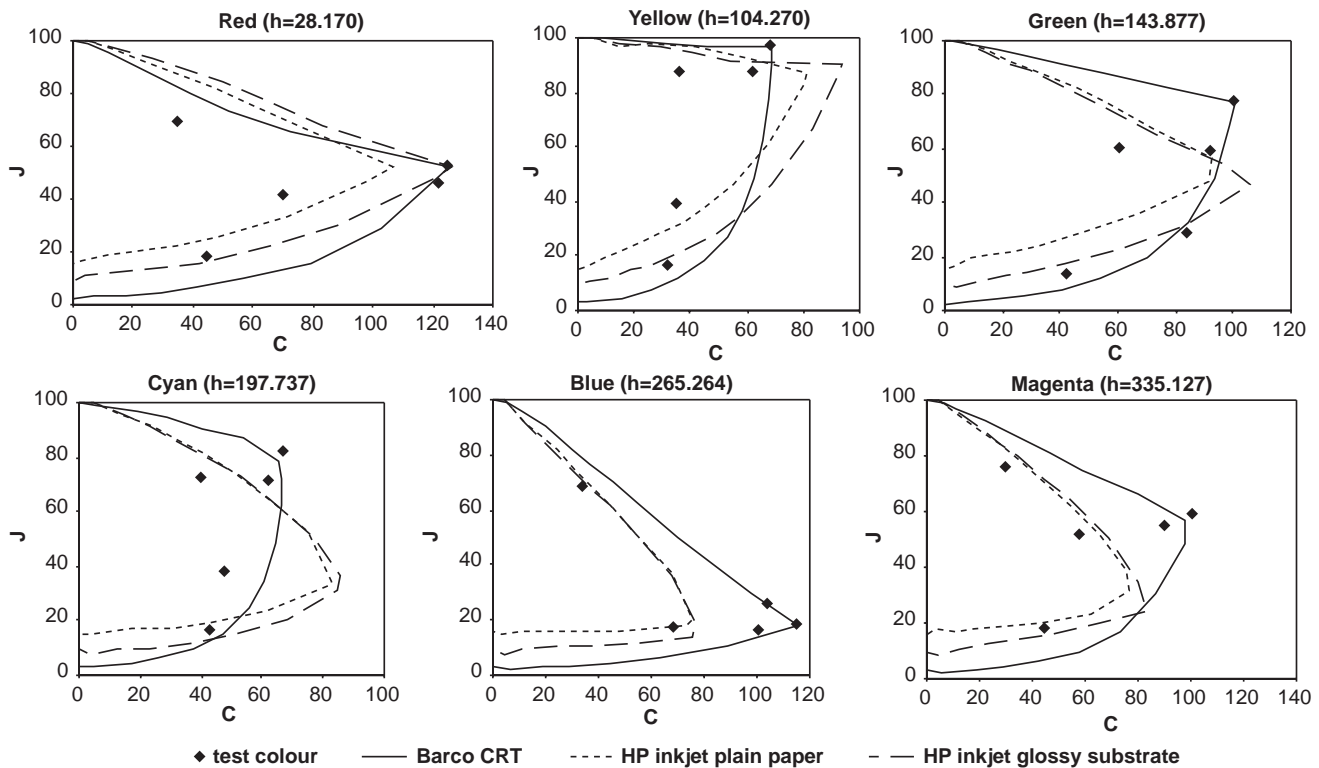 Red (h=28.170)
Yellow (h=104.270)
Green (h=143.877)
100
80
60
40
20
0
J
0 20 40 60 80 100 120 140
C
100
80
60
40
20
0
J
0 20 40 60 80 100
C
100
80
60
40
20
0
J
0 20 40 60 80 100 120
C
Cyan (h=197.737)
Blue (h=265.264)
Magenta (h=335.127)
100
80
60
40
20
0
J
0 20 40 60 80 100
C
100
80
60
40
20
0
J
0 20 40 60 80 100 120
C
100
80
60
40
20
0
J
0 20 40 60 80 100 120 140
C
test colour Barco CRT HP inkjet plain paper HP inkjet glossy substrate